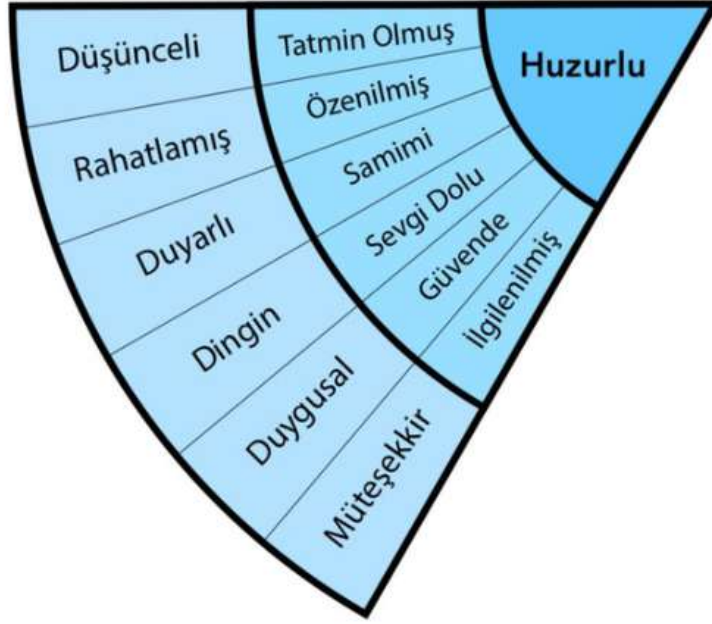 Düşünceli
Tatmin Olmuş
Huzurlu
Rahatlamış
Özenilmiş
Duyarlı
Samimi
Dingin
Sevgi Dolu
Duygusal
Güvende
Müteşekkir
İlgilenilmiş